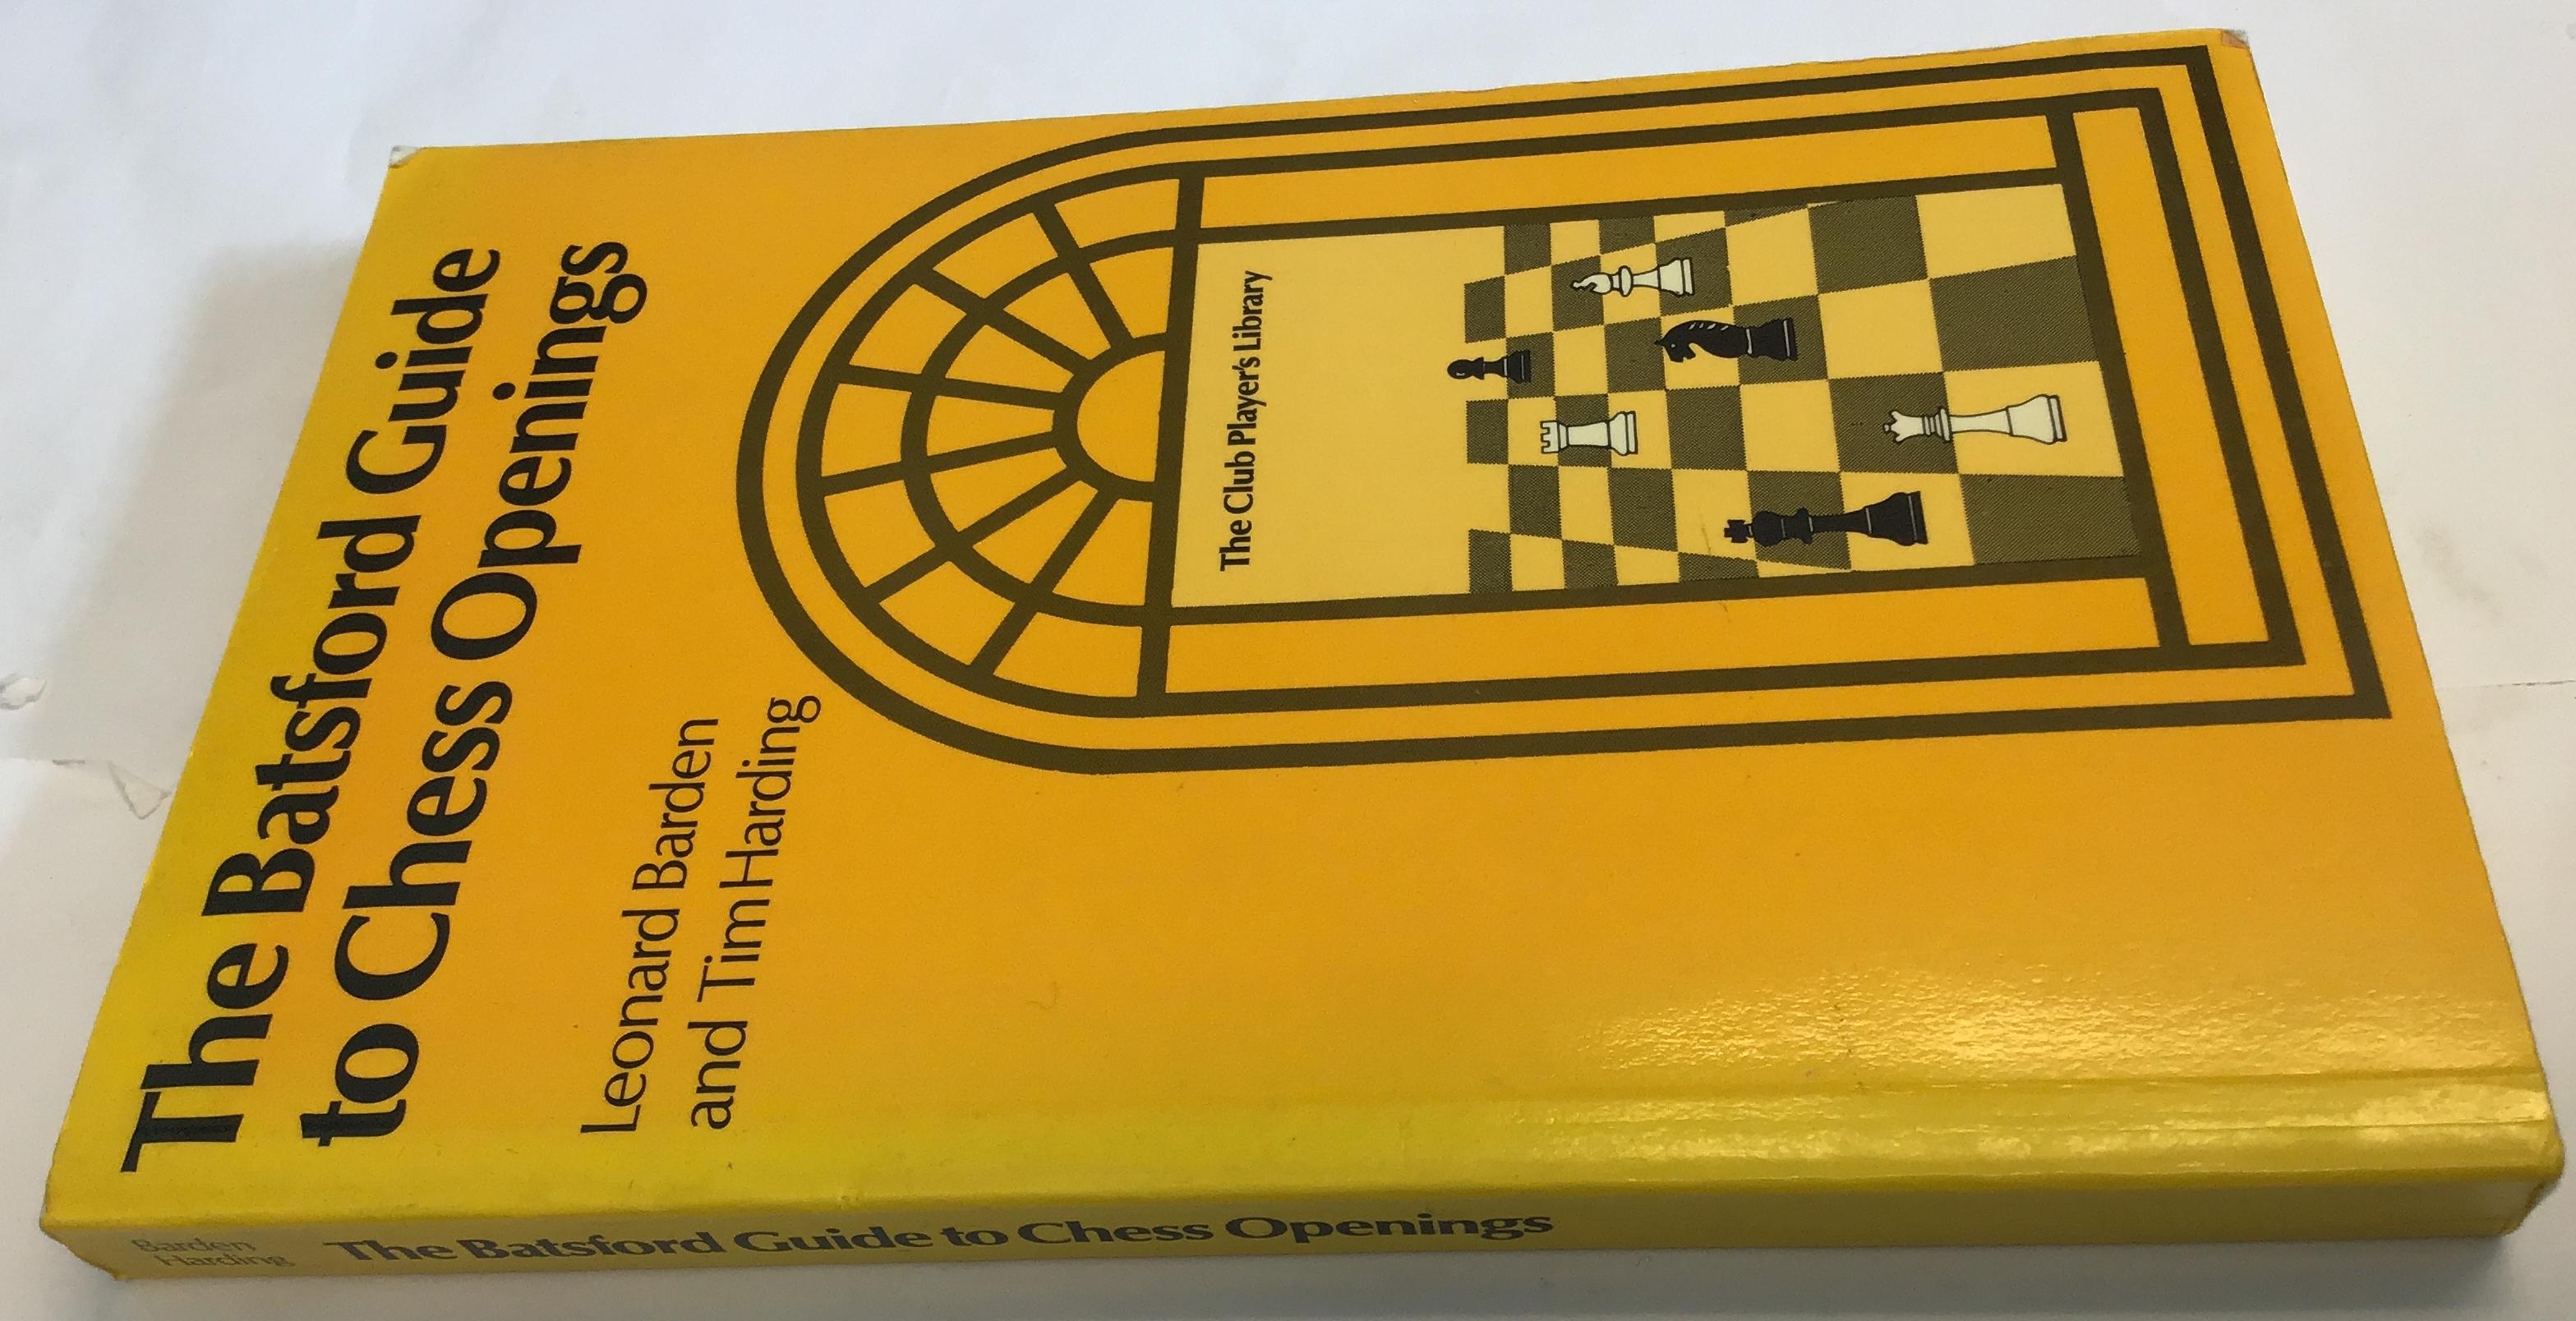 The Batsford Guide
to Chess Openings
Leonard Barden
and Tim Harding
The Club Player's Library
Barden
Harding
The Batsford Guide to Chess Openings